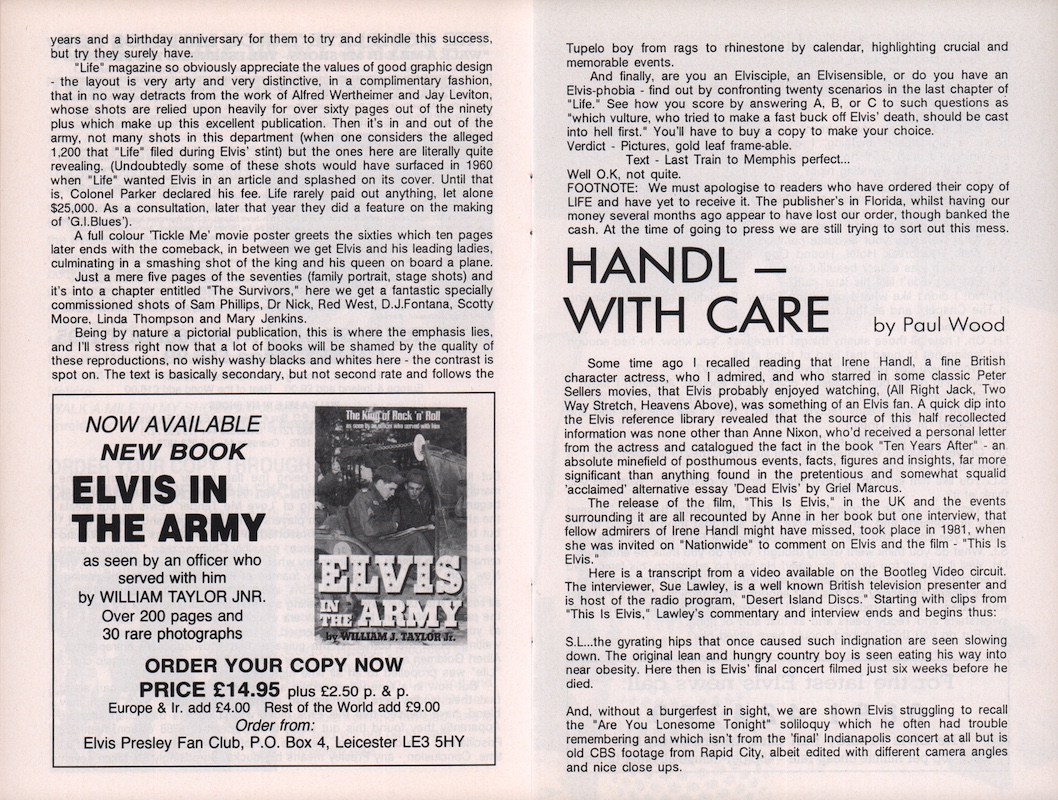 years and a birthday anniversary for them to try and rekindle this success,
but try they surely have.
"Life" magazine so obviously appreciate the values of good graphic design
- the layout is very arty and very distinctive, in a complimentary fashion,
that in no way detracts from the work of Alfred Wertheimer and Jay Leviton,
whose shots are relied upon heavily for over sixty pages out of the ninety
plus which make up this excellent publication. Then it's in and out of the
army, not many shots in this department (when one considers the alleged
1,200 that "Life" filed during Elvis' stint) but the ones here are literally quite
revealing. (Undoubtedly some of these shots would have surfaced in 1960
when "Life" wanted Elvis in an article and splashed on its cover. Until that
is, Colonel Parker declared his fee. Life rarely paid out anything, let alone
$25,000. As a consultation, later that year they did a feature on the making
of 'G.I.Blues').
A full colour 'Tickle Me' movie poster greets the sixties which ten pages
later ends with the comeback, in between we get Elvis and his leading ladies,
culminating in a smashing shot of the king and his queen on board a plane.
Just a mere five pages of the seventies (family portrait, stage shots) and
it's into a chapter entitled "The Survivors," here we get a fantastic specially
commissioned shots of Sam Phillips, Dr Nick, Red West, D.J.Fontana, Scotty
Moore, Linda Thompson and Mary Jenkins.
Being by nature a pictorial publication, this is where the emphasis lies,
and I'll stress right now that a lot of books will be shamed by the quality of
these reproductions, no wishy washy blacks and whites here - the contrast is
spot on. The text is basically secondary, but not second rate and follows the
NOW AVAILABLE
NEW BOOK
ELVIS IN
THE ARMY
as seen by an officer who
served with him
by WILLIAM TAYLOR JNR.
Over 200 pages and
30 rare photographs
The King of Rock 'n' Roll
as seen by an officer who served with him
ELVIS
IN THE ARMY
by WILLIAM J. TAYLOR Jr.
ORDER YOUR COPY NOW
PRICE £14.95 plus £2.50 p. & p.
Europe & Ir. add £4.00 Rest of the World add £9.00
Order from:
Elvis Presley Fan Club, P.O. Box 4, Leicester LE3 5HY
Tupelo boy from rags to rhinestone by calendar, highlighting crucial and
memorable events.
And finally, are you an Elvisciple, an Elvisensible, or do you have an
Elvis-phobia - find out by confronting twenty scenarios in the last chapter of
"Life." See how you score by answering A, B, or C to such questions as
"which vulture, who tried to make a fast buck off Elvis' death, should be cast
into hell first." You'll have to buy a copy to make your choice.
Verdict - Pictures, gold leaf frame-able.
Text - Last Train to Memphis perfect...
Well O.K, not quite.
FOOTNOTE: We must apologise to readers who have ordered their copy of
LIFE and have yet to receive it. The publisher's in Florida, whilst having our
money several months ago appear to have lost our order, though banked the
cash. At the time of going to press we are still trying to sort out this mess.
HANDL –
WITH CARE by Paul Wood
Some time ago I recalled reading that Irene Handl, a fine British
character actress, who I admired, and who starred in some classic Peter
Sellers movies, that Elvis probably enjoyed watching, (All Right Jack, Two
Way Stretch, Heavens Above), was something of an Elvis fan. A quick dip into
the Elvis reference library revealed that the source of this half recollected
information was none other than Anne Nixon, who'd received a personal letter
from the actress and catalogued the fact in the book "Ten Years After" - an
absolute minefield of posthumous events, facts, figures and insights, far more
significant than anything found in the pretentious and somewhat squalid
'acclaimed' alternative essay 'Dead Elvis' by Griel Marcus.
The release of the film, "This Is Elvis," in the UK and the events
surrounding it are all recounted by Anne in her book but one interview, that
fellow admirers of Irene Handl might have missed, took place in 1981, when
she was invited on "Nationwide" to comment on Elvis and the film - "This Is
Elvis."
Here is a transcript from a video available on the Bootleg Video circuit.
The interviewer, Sue Lawley, is a well known British television presenter and
is host of the radio program, "Desert Island Discs." Starting with clips from
"This Is Elvis," Lawley's commentary and interview ends and begins thus:
S.L...the gyrating hips that once caused such indignation are seen slowing
down. The original lean and hungry country boy is seen eating his way into
near obesity. Here then is Elvis' final concert filmed just six weeks before he
died.
And, without a burgerfest in sight, we are shown Elvis struggling to recall
the "Are You Lonesome Tonight" soliloquy which he often had trouble
remembering and which isn't from the 'final' Indianapolis concert at all but is
old CBS footage from Rapid City, albeit edited with different camera angles
and nice close ups.